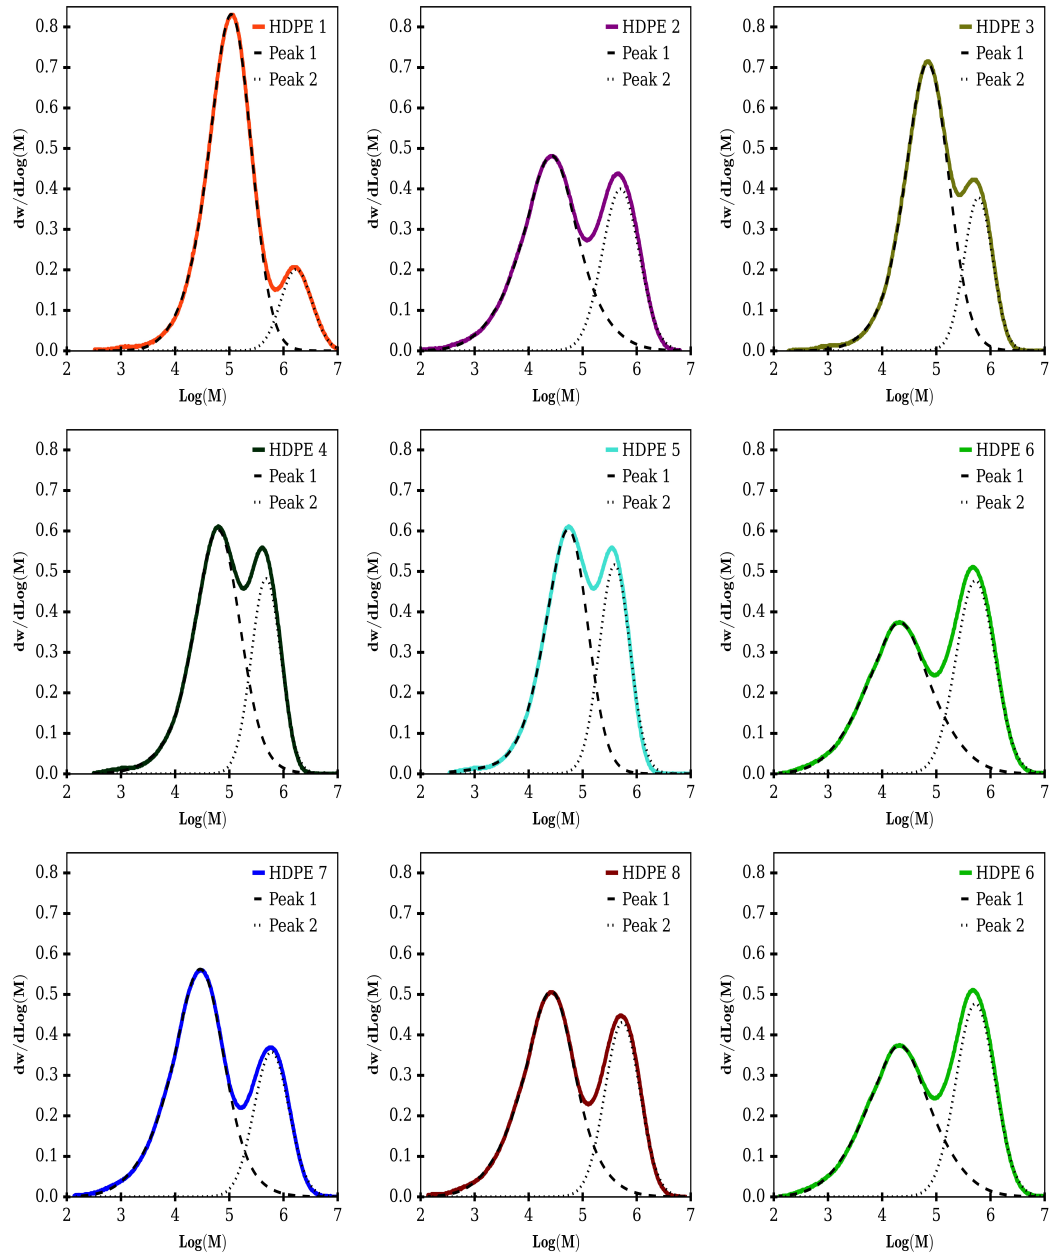 0.8
0.7
0.6
0.5
0.4
0.3
0.2
0.1
0.0
dw/dLog(M)
HDPE 1
Peak 1
Peak 2
2 3 4 5 6 7
Log(M)
0.8
0.7
0.6
0.5
0.4
0.3
0.2
0.1
0.0
dw/dLog(M)
HDPE 2
Peak 1
Peak 2
2 3 4 5 6 7
Log(M)
0.8
0.7
0.6
0.5
0.4
0.3
0.2
0.1
0.0
dw/dLog(M)
HDPE 3
Peak 1
Peak 2
2 3 4 5 6 7
Log(M)
0.8
0.7
0.6
0.5
0.4
0.3
0.2
0.1
0.0
dw/dLog(M)
HDPE 4
Peak 1
Peak 2
2 3 4 5 6 7
Log(M)
0.8
0.7
0.6
0.5
0.4
0.3
0.2
0.1
0.0
dw/dLog(M)
HDPE 5
Peak 1
Peak 2
2 3 4 5 6 7
Log(M)
0.8
0.7
0.6
0.5
0.4
0.3
0.2
0.1
0.0
dw/dLog(M)
HDPE 6
Peak 1
Peak 2
2 3 4 5 6 7
Log(M)
0.8
0.7
0.6
0.5
0.4
0.3
0.2
0.1
0.0
dw/dLog(M)
HDPE 7
Peak 1
Peak 2
2 3 4 5 6 7
Log(M)
0.8
0.7
0.6
0.5
0.4
0.3
0.2
0.1
0.0
dw/dLog(M)
HDPE 8
Peak 1
Peak 2
2 3 4 5 6 7
Log(M)
0.8
0.7
0.6
0.5
0.4
0.3
0.2
0.1
0.0
dw/dLog(M)
HDPE 6
Peak 1
Peak 2
2 3 4 5 6 7
Log(M)